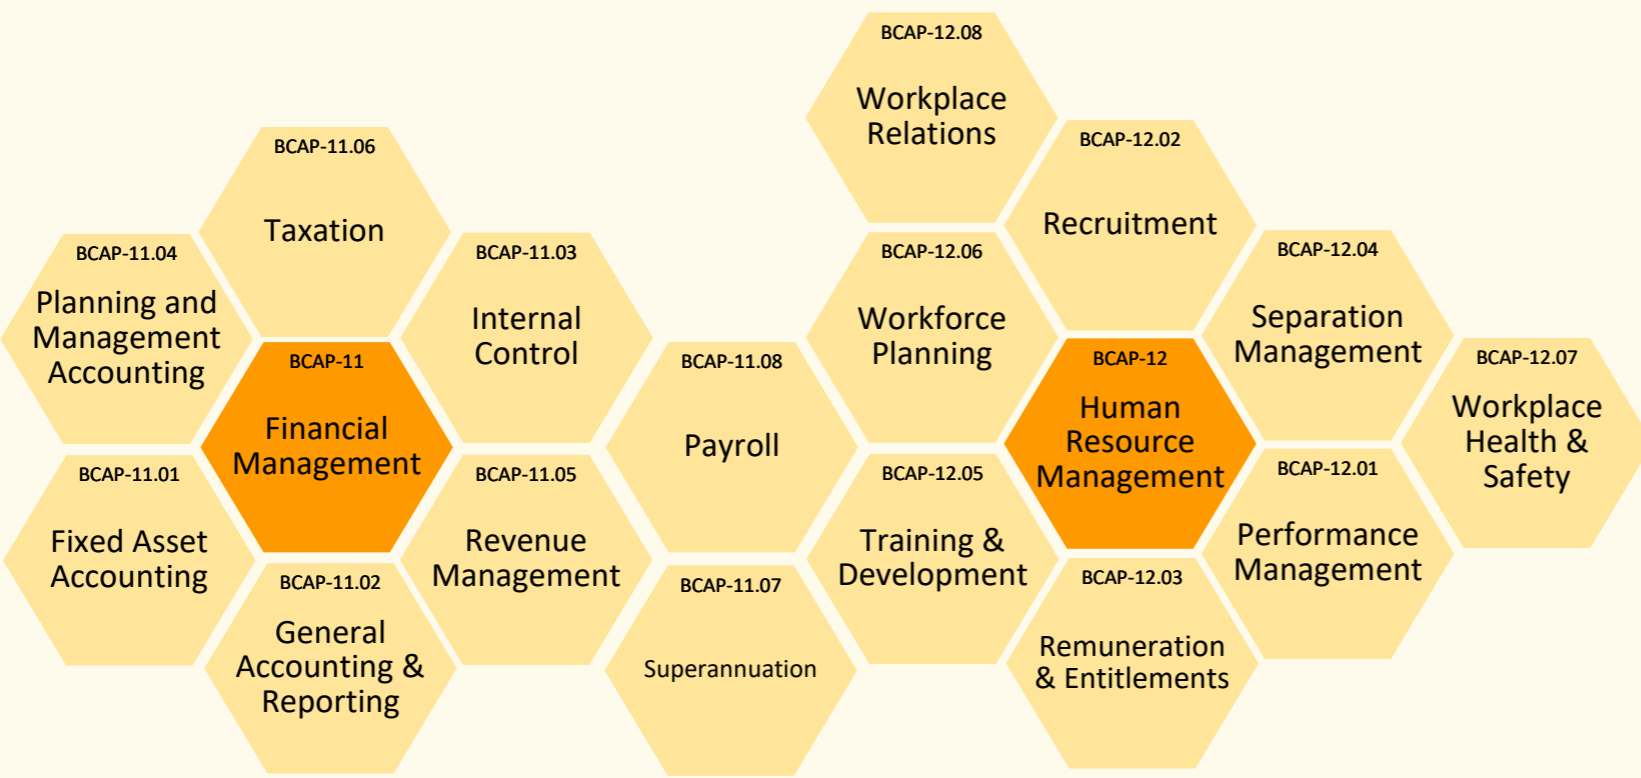 BCAP-12.08
Workplace
Relations
BCAP-11.06
Taxation
BCAP-12.02
Recruitment
BCAP-11.04
Planning and
Management
Accounting
BCAP-11.03
Internal
Control
BCAP-12.06
Workforce
Planning
BCAP-12.04
Separation
Management
BCAP-11
Financial
Management
BCAP-11.08
Payroll
BCAP-12
Human
Resource
Management
BCAP-12.07
Workplace
Health &
Safety
BCAP-11.01
Fixed Asset
Accounting
BCAP-11.05
Revenue
Management
BCAP-12.05
Training &
Development
BCAP-12.01
Performance
Management
BCAP-11.02
General
Accounting &
Reporting
BCAP-11.07
Superannuation
BCAP-12.03
Remuneration
& Entitlements